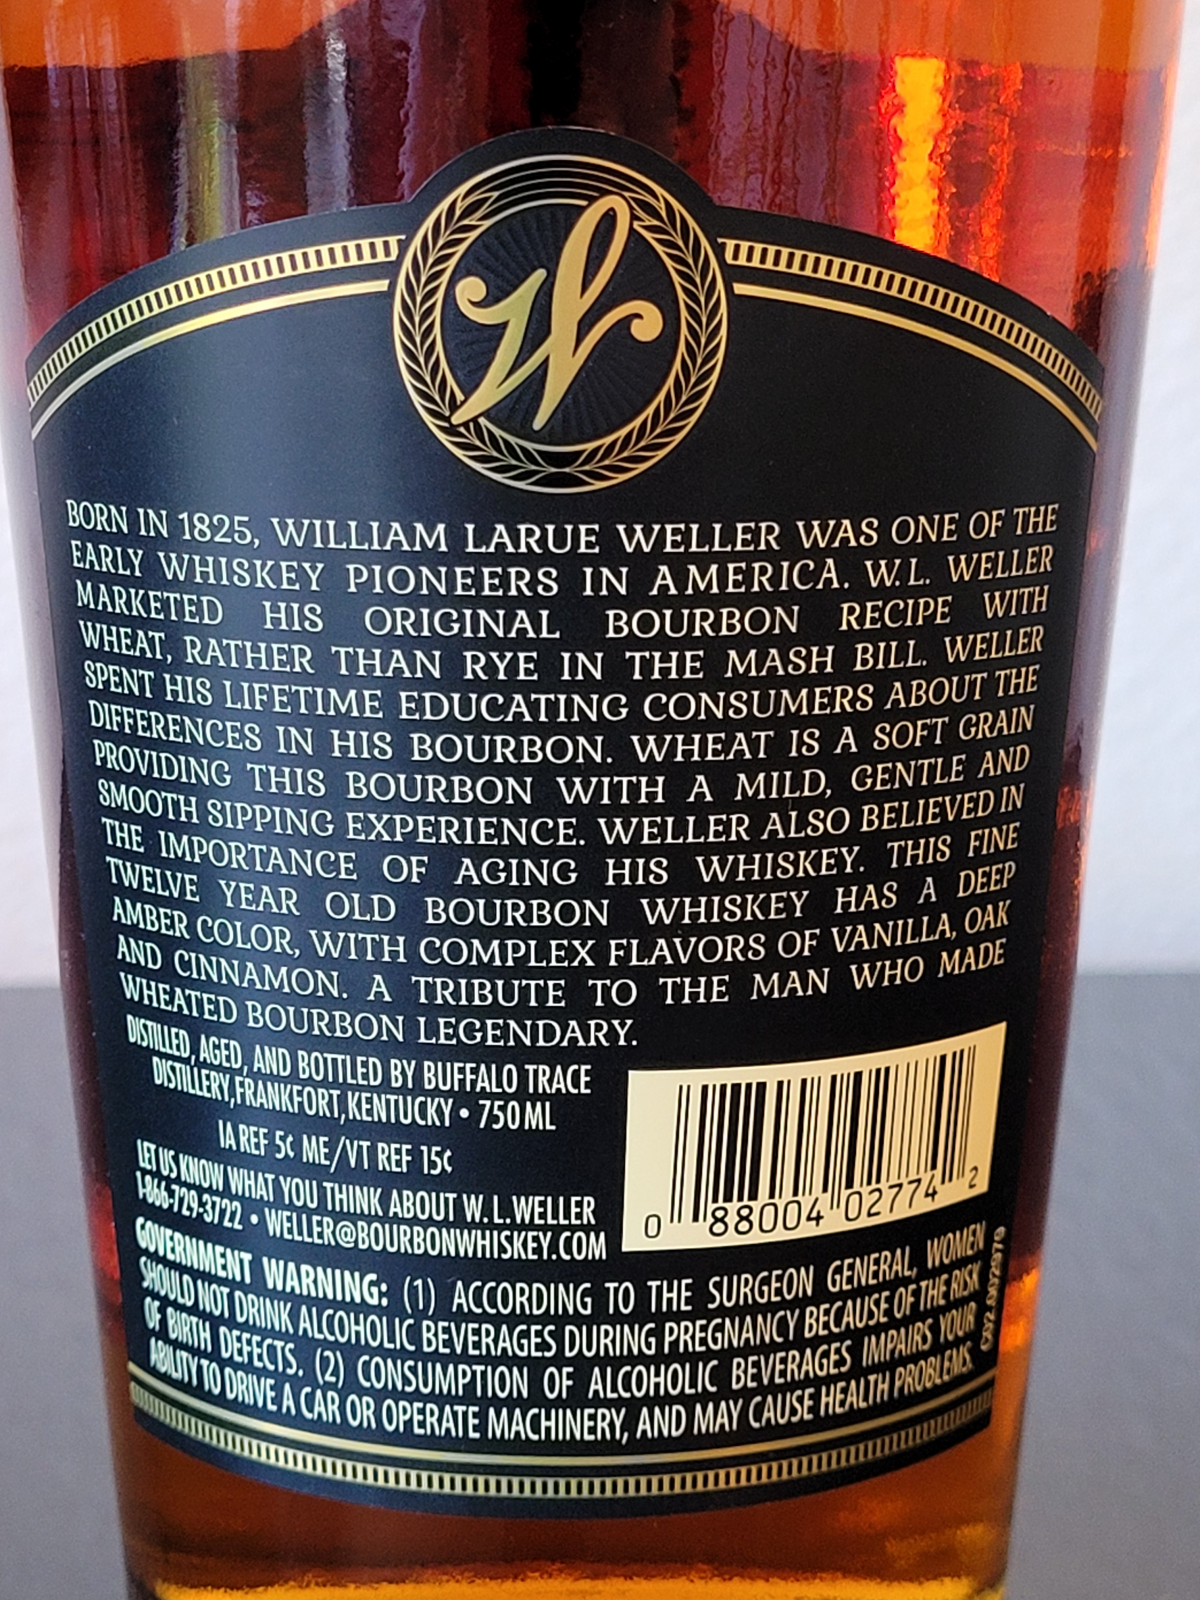 W
BORN IN 1825, WILLIAM LARUE WELLER WAS ONE OF THE
EARLY WHISKEY PIONEERS IN AMERICA. W.L. WELLER
MARKETED HIS ORIGINAL BOURBON RECIPE WITH
WHEAT, RATHER THAN RYE IN THE MASH BILL. WELLER
SPENT HIS LIFETIME EDUCATING CONSUMERS ABOUT THE
DIFFERENCES IN HIS BOURBON. WHEAT IS A SOFT GRAIN
PROVIDING THIS BOURBON WITH A MILD, GENTLE AND
SMOOTH SIPPING EXPERIENCE. WELLER ALSO BELIEVED IN
THE IMPORTANCE OF AGING HIS WHISKEY. THIS FINE
TWELVE YEAR OLD BOURBON WHISKEY HAS A DEEP
AMBER COLOR, WITH COMPLEX FLAVORS OF VANILLA, OAK
AND CINNAMON. A TRIBUTE TO THE MAN WHO MADE
WHEATED BOURBON LEGENDARY.
DISTILLED, AGED, AND BOTTLED BY BUFFALO TRACE
DISTILLERY, FRANKFORT, KENTUCKY • 750 ML
IA REF 5¢ ME/VT REF 15¢
LET US KNOW WHAT YOU THINK ABOUT W.L.WELLER
1-866-729-3722 • WELLER@BOURBONWHISKEY.COM
0 88004 02774 2
GOVERNMENT WARNING: (1) ACCORDING TO THE SURGEON GENERAL, WOMEN
SHOULD NOT DRINK ALCOHOLIC BEVERAGES DURING PREGNANCY BECAUSE OF THE RISK
OF BIRTH DEFECTS. (2) CONSUMPTION OF ALCOHOLIC BEVERAGES IMPAIRS YOUR
ABILITY TO DRIVE A CAR OR OPERATE MACHINERY, AND MAY CAUSE HEALTH PROBLEMS.